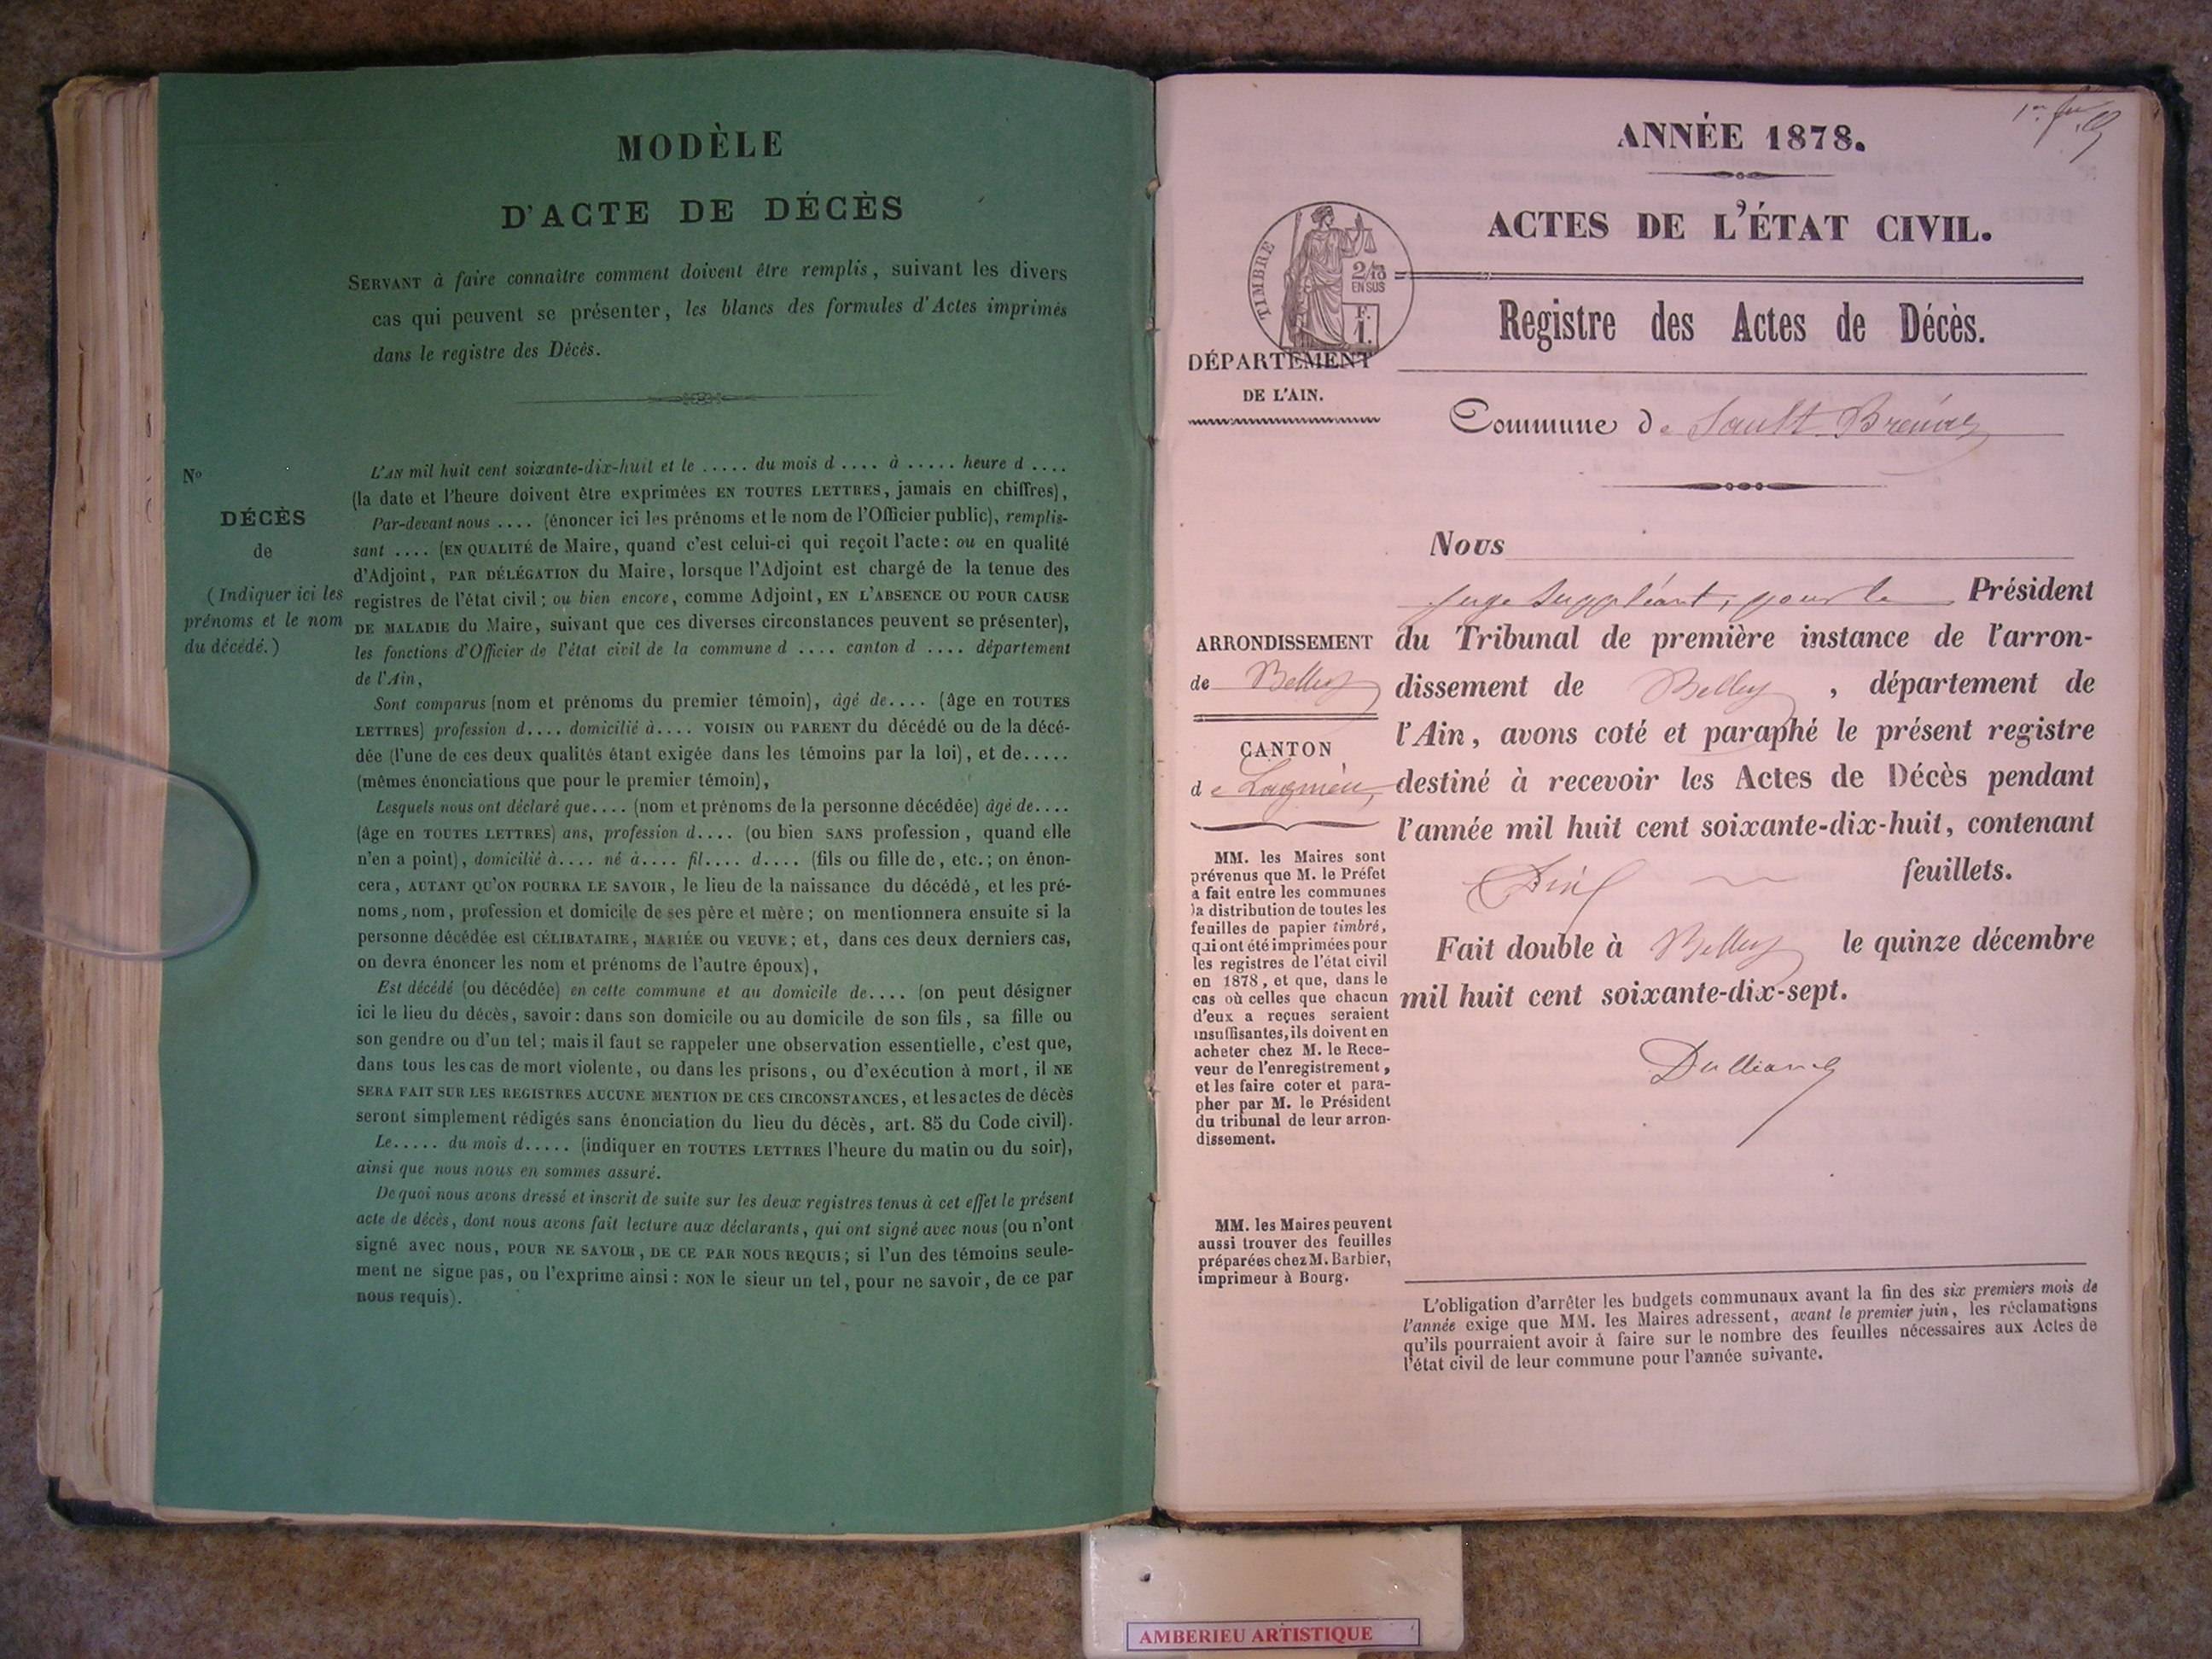 MODÈLE
D'ACTE DE DÉCÈS
SERVANT à faire connaître comment doivent être remplis, suivant les divers
cas qui peuvent se présenter, les blancs des formules d'Actes imprimés
dans le registre des Décès.
No
DÉCÈS
de
(Indiquer ici les
prénoms et le nom
du décédé.)
L'AN mil huit cent soixante-dix-huit et le ..... du mois d .... à ..... heure d ....
(la date et l'heure doivent être exprimées EN TOUTES LETTRES, jamais en chiffres),
Par-devant nous .... (énoncer ici les prénoms et le nom de l'Officier public), remplis-
sant .... (EN QUALITÉ de Maire, quand c'est celui-ci qui reçoit l'acte: ou en qualité
d'Adjoint, PAR DÉLÉGATION du Maire, lorsque l'Adjoint est chargé de la tenue des
registres de l'état civil; ou bien encore, comme Adjoint, EN L'ABSENCE OU POUR CAUSE
DE MALADIE du Maire, suivant que ces diverses circonstances peuvent se présenter),
les fonctions d'Officier de l'état civil de la commune d .... canton d .... département
de l'Ain,
Sont comparus (nom et prénoms du premier témoin), âgé de.... (âge en TOUTES
LETTRES) profession d.... domicilié à.... VOISIN ou PARENT du décédé ou de la décé-
dée (l'une de ces deux qualités étant exigée dans les témoins par la loi), et de.....
(mêmes énonciations que pour le premier témoin),
Lesquels nous ont déclaré que.... (nom et prénoms de la personne décédée) âgé de....
(âge en TOUTES LETTRES) ans, profession d.... (ou bien SANS profession, quand elle
n'en a point), domicilié à.... né à.... fil.... d.... (fils ou fille de, etc.; on énon-
cera, AUTANT QU'ON POURRA LE SAVOIR, le lieu de la naissance du décédé, et les pré-
noms, nom, profession et domicile de ses père et mère; on mentionnera ensuite si la
personne décédée est CÉLIBATAIRE, MARIÉE ou VEUVE; et, dans ces deux derniers cas,
on devra énoncer les nom et prénoms de l'autre époux),
Est décédé (ou décédée) en cette commune et au domicile de.... (on peut désigner
ici le lieu du décès, savoir: dans son domicile ou au domicile de son fils, sa fille ou
son gendre ou d'un tel; mais il faut se rappeler une observation essentielle, c'est que,
dans tous les cas de mort violente, ou dans les prisons, ou d'exécution à mort, il NE
SERA FAIT SUR LES REGISTRES AUCUNE MENTION DE CES CIRCONSTANCES, et les actes de décès
seront simplement rédigés sans énonciation du lieu du décès, art. 85 du Code civil).
Le..... du mois d..... (indiquer en TOUTES LETTRES l'heure du matin ou du soir),
ainsi que nous nous en sommes assuré.
De quoi nous avons dressé et inscrit de suite sur les deux registres tenus à cet effet le présent
acte de décès, dont nous avons fait lecture aux déclarants, qui ont signé avec nous (ou n'ont
signé avec nous, POUR NE SAVOIR, DE CE PAR NOUS REQUIS; si l'un des témoins seule-
ment ne signe pas, on l'exprime ainsi: NON le sieur un tel, pour ne savoir, de ce par
nous requis).
ANNÉE 1878.
ACTES DE L'ÉTAT CIVIL.
TIMBRE
2/10
EN SUS
F.
1.
Registre des Actes de Décès.
DÉPARTEMENT
DE L'AIN.
Commune de Sault-Brénaz
Nous
juge suppléant, pour le Président
du Tribunal de première instance de l'arron-
dissement de Belley, département de
l'Ain, avons coté et paraphé le présent registre
destiné à recevoir les Actes de Décès pendant
l'année mil huit cent soixante-dix-huit, contenant
feuillets.
Fait double à Belley le quinze décembre
mil huit cent soixante-dix-sept.
ARRONDISSEMENT
de Belley
CANTON
de Lagnieu,
MM. les Maires sont
prévenus que M. le Préfet
a fait entre les communes
la distribution de toutes les
feuilles de papier timbré,
qui ont été imprimées pour
les registres de l'état civil
en 1878, et que, dans le
cas où celles que chacun
d'eux a reçues seraient
insuffisantes, ils doivent en
acheter chez M. le Rece-
veur de l'enregistrement,
et les faire coter et para-
pher par M. le Président
du tribunal de leur arron-
dissement.
MM. les Maires peuvent
aussi trouver des feuilles
préparées chez M. Barbier,
imprimeur à Bourg.
L'obligation d'arrêter les budgets communaux avant la fin des six premiers mois de
l'année exige que MM. les Maires adressent, avant le premier juin, les réclamations
qu'ils pourraient avoir à faire sur le nombre des feuilles nécessaires aux Actes de
l'état civil de leur commune pour l'année suivante.
AMBERIEU ARTISTIQUE